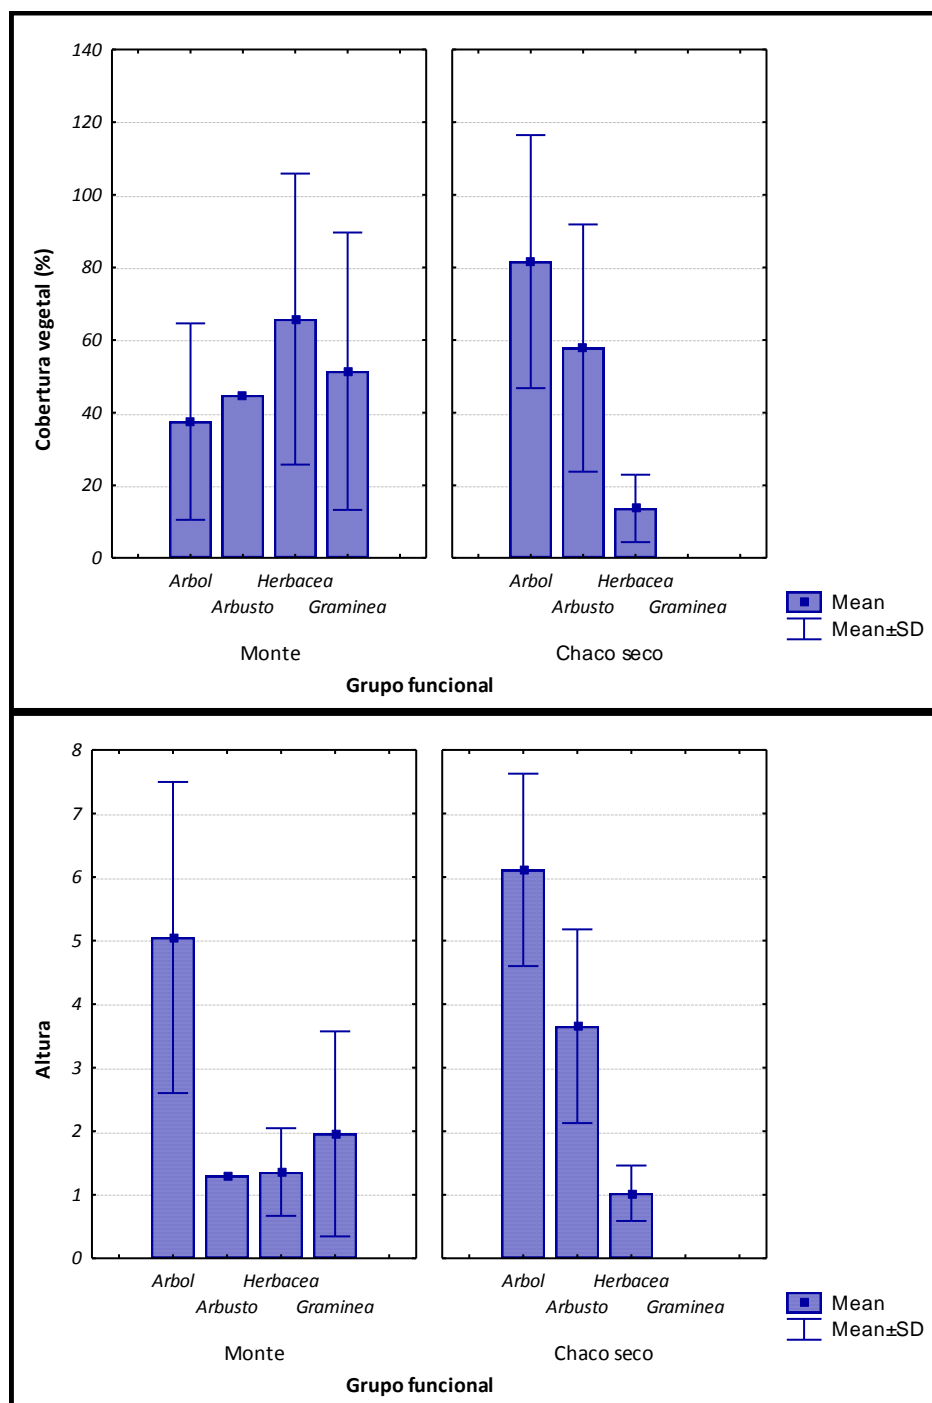 140
120
100
80
60
40
20
0
Cobertura vegetal (%)
Arbol Herbacea Arbol Herbacea
Arbusto Graminea Arbusto Graminea
Monte Chaco seco
Grupo funcional
Mean
Mean±SD
8
7
6
5
4
3
2
1
0
Altura
Arbol Herbacea Arbol Herbacea
Arbusto Graminea Arbusto Graminea
Monte Chaco seco
Grupo funcional
Mean
Mean±SD